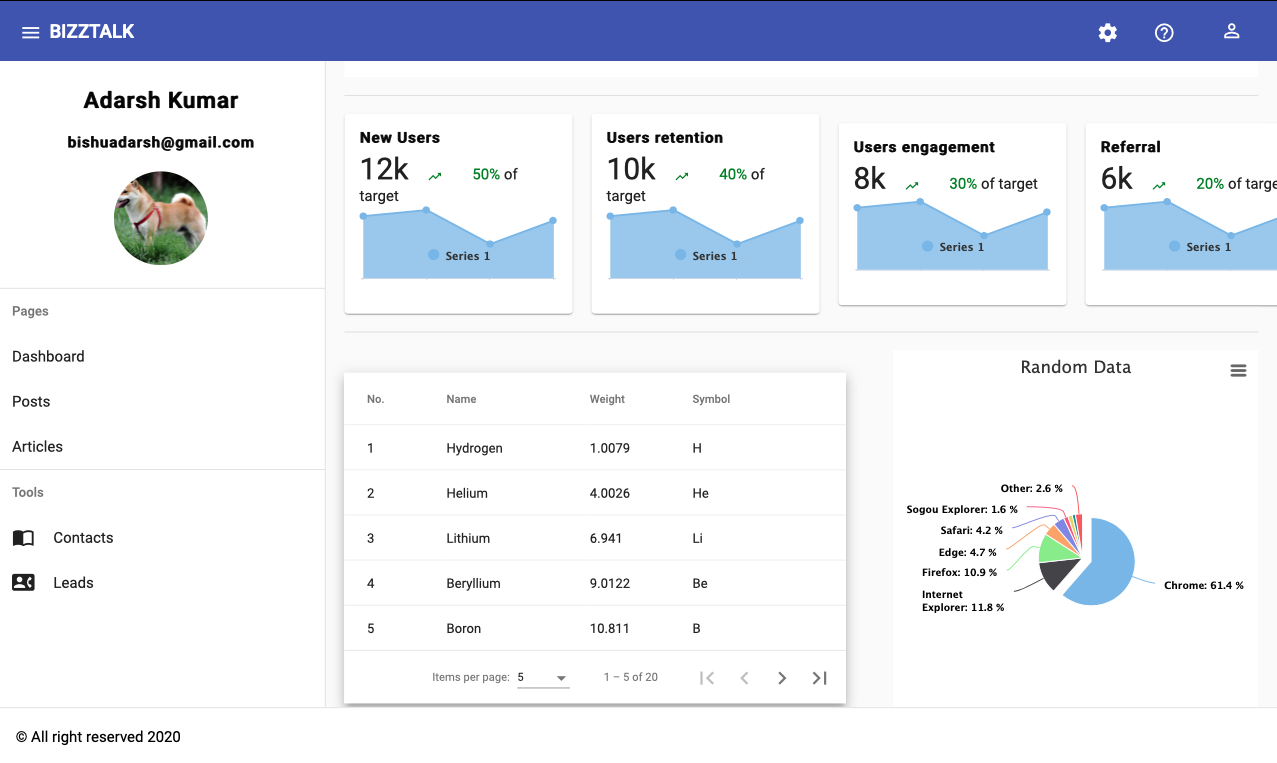 BIZZTALK
Adarsh Kumar
bishuadarsh@gmail.com
Pages
Dashboard
Posts
Articles
Tools
Contacts
Leads
New Users
12k 50% of
target
Series 1
Users retention
10k 40% of
target
Series 1
Users engagement
8k 30% of target
Series 1
Referral
6k 20% of targe
Series 1
No. Name Weight Symbol
1 Hydrogen 1.0079 H
2 Helium 4.0026 He
3 Lithium 6.941 Li
4 Beryllium 9.0122 Be
5 Boron 10.811 B
Items per page: 5 1 – 5 of 20
Random Data
Other: 2.6 %
Sogou Explorer: 1.6 %
Safari: 4.2 %
Edge: 4.7 %
Firefox: 10.9 %
Internet
Explorer: 11.8 %
Chrome: 61.4 %
© All right reserved 2020